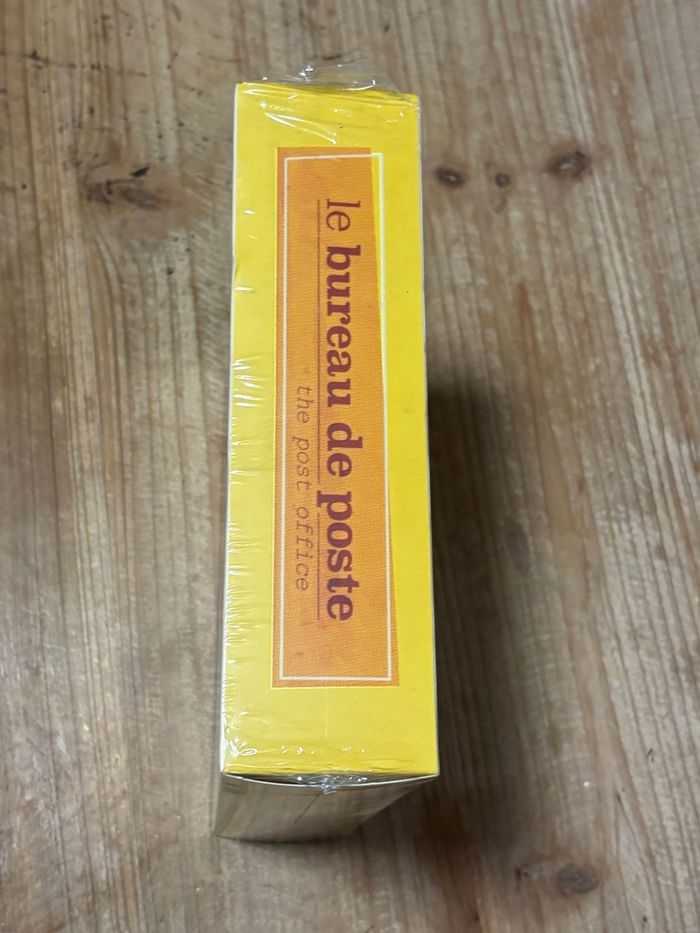 le bureau de poste
the post office